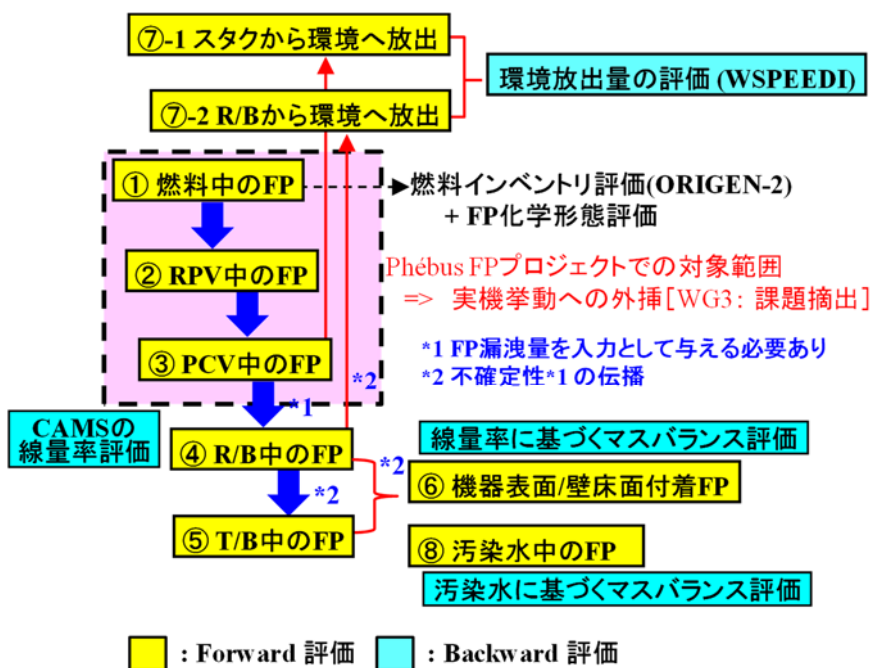 ⑦-1 スタクから環境へ放出
環境放出量の評価 (WSPEEDI)
⑦-2 R/Bから環境へ放出
① 燃料中のFP
燃料インベントリ評価(ORIGEN-2)
+ FP化学形態評価
② RPV中のFP
Phébus FPプロジェクトでの対象範囲
=> 実機挙動への外挿[WG3: 課題摘出]
③ PCV中のFP
*1 FP漏洩量を入力として与える必要あり
*2 不確定性*1 の伝播
*2
*1
CAMSの
線量率評価
④ R/B中のFP
線量率に基づくマスバランス評価
*2
⑥ 機器表面/壁床面付着FP
*2
⑤ T/B中のFP
⑧ 汚染水中のFP
汚染水に基づくマスバランス評価
: Forward 評価
: Backward 評価